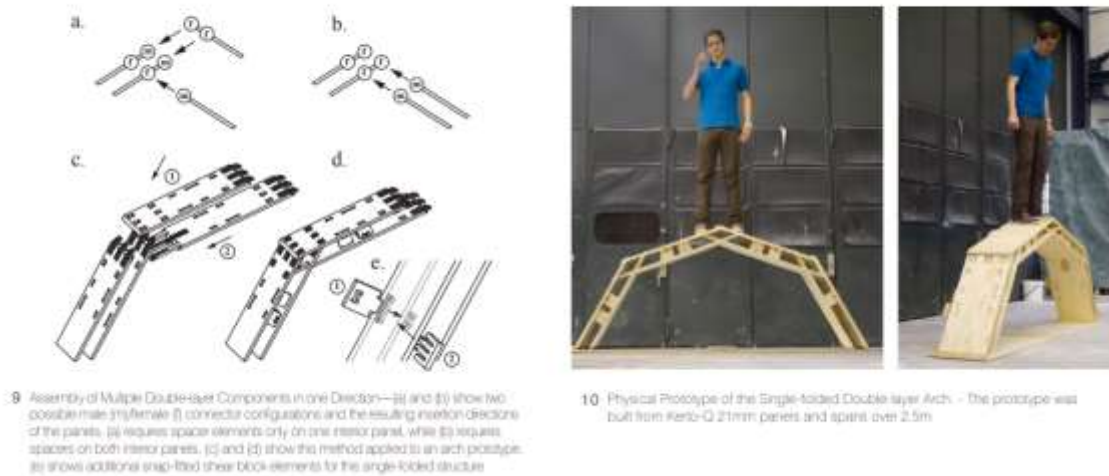 a.
b.
f
m
f
f
f
m
m
f
f
f
f
m
m
c.
d.
1
2
e.
1
2
9 Assembly of Multiple Double-layer Components in one Direction—(a) and (b) show two
possible male (m)/female (f) connector configurations and the resulting insertion directions
of the panels. (a) requires spacer elements only on one interior panel, while (b) requires
spacers on both interior panels. (c) and (d) show this method applied to an arch prototype.
(e) shows additional snap-fitted shear block elements for the single-folded structure
10 Physical Prototype of the Single-folded Double-layer Arch. - The prototype was
built from Kerto-Q 21mm panels and spans over 2.5m